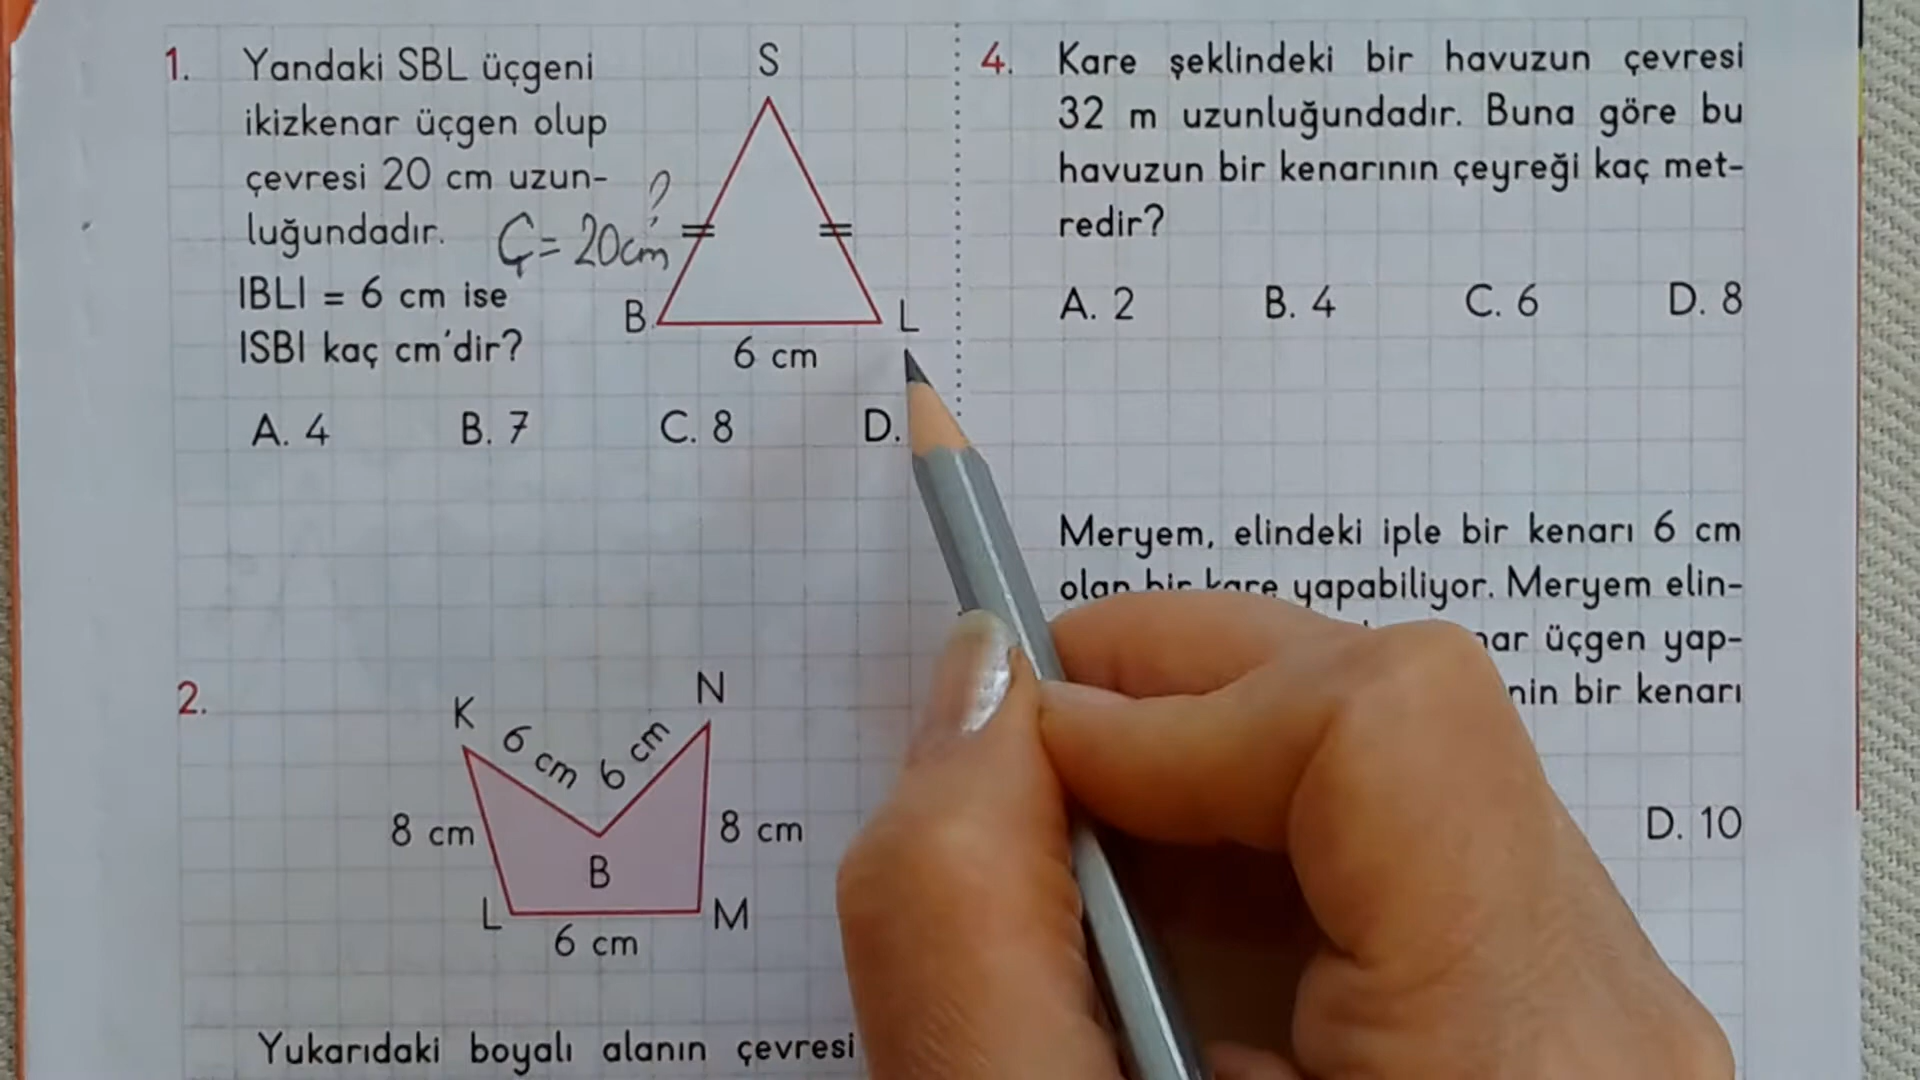 1.
Yandaki SBL üçgeni
ikizkenar üçgen olup
çevresi 20 cm uzun-
luğundadır.
Ç = 20cm
?
IBLI = 6 cm ise
ISBI kaç cm'dir?
S
B
L
6 cm
A. 4 B. 7 C. 8 D.
2.
K
N
6 cm
6 cm
8 cm
8 cm
B
L
M
6 cm
Yukarıdaki boyalı alanın çevresi
4.
Kare şeklindeki bir havuzun çevresi
32 m uzunluğundadır. Buna göre bu
havuzun bir kenarının çeyreği kaç met-
redir?
A. 2 B. 4 C. 6 D. 8
Meryem, elindeki iple bir kenarı 6 cm
olan bir kare yapabiliyor. Meryem elin-
üçgen yap-
bir kenarı
D. 10